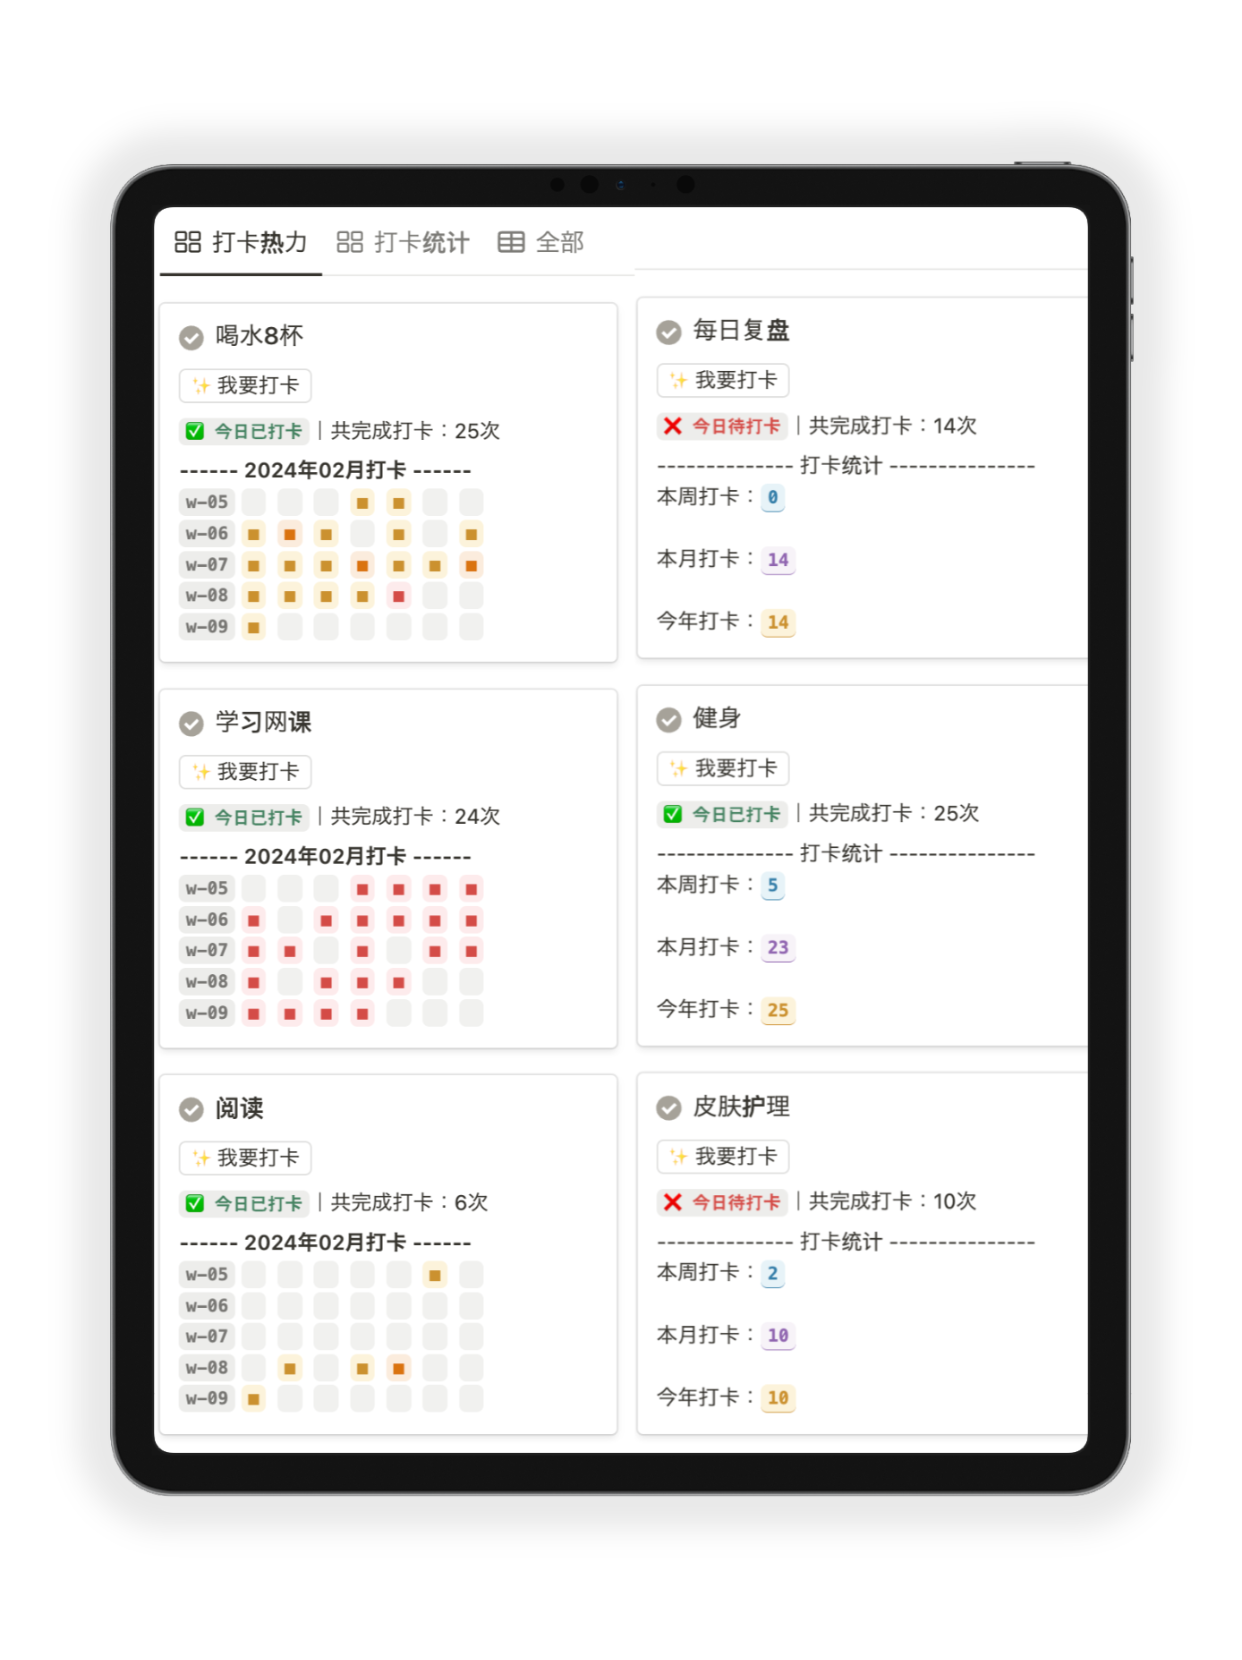 打卡热力 打卡统计 全部
喝水8杯
✨ 我要打卡
✅ 今日已打卡 | 共完成打卡：25次
------ 2024年02月打卡 ------
w-05
w-06
w-07
w-08
w-09
学习网课
✨ 我要打卡
✅ 今日已打卡 | 共完成打卡：24次
------ 2024年02月打卡 ------
w-05
w-06
w-07
w-08
w-09
阅读
✨ 我要打卡
✅ 今日已打卡 | 共完成打卡：6次
------ 2024年02月打卡 ------
w-05
w-06
w-07
w-08
w-09
每日复盘
✨ 我要打卡
❌ 今日待打卡 | 共完成打卡：14次
-------------- 打卡统计 ---------------
本周打卡：0
本月打卡：14
今年打卡：14
健身
✨ 我要打卡
✅ 今日已打卡 | 共完成打卡：25次
-------------- 打卡统计 ---------------
本周打卡：5
本月打卡：23
今年打卡：25
皮肤护理
✨ 我要打卡
❌ 今日待打卡 | 共完成打卡：10次
-------------- 打卡统计 ---------------
本周打卡：2
本月打卡：10
今年打卡：10